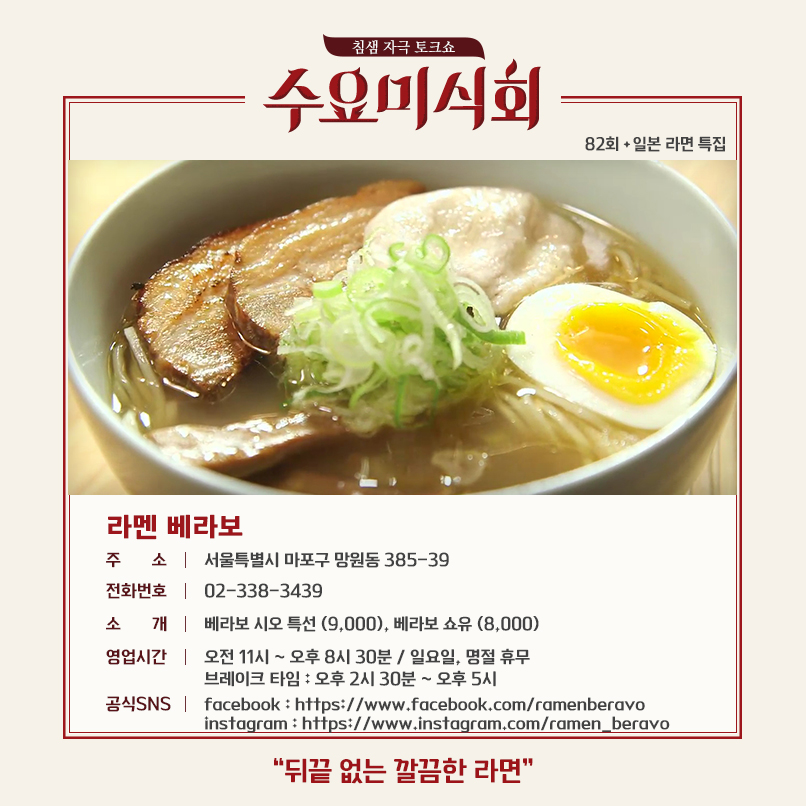 침샘 자극 토크쇼
수요미식회
82회 + 일본 라면 특집
라멘 베라보
주 소 | 서울특별시 마포구 망원동 385-39
전화번호 | 02-338-3439
소 개 | 베라보 시오 특선 (9,000), 베라보 쇼유 (8,000)
영업시간 | 오전 11시 ~ 오후 8시 30분 / 일요일, 명절 휴무
브레이크 타임 : 오후 2시 30분 ~ 오후 5시
공식SNS | facebook : https://www.facebook.com/ramenberavo
instagram : https://www.instagram.com/ramen_beravo
“뒤끝 없는 깔끔한 라면”